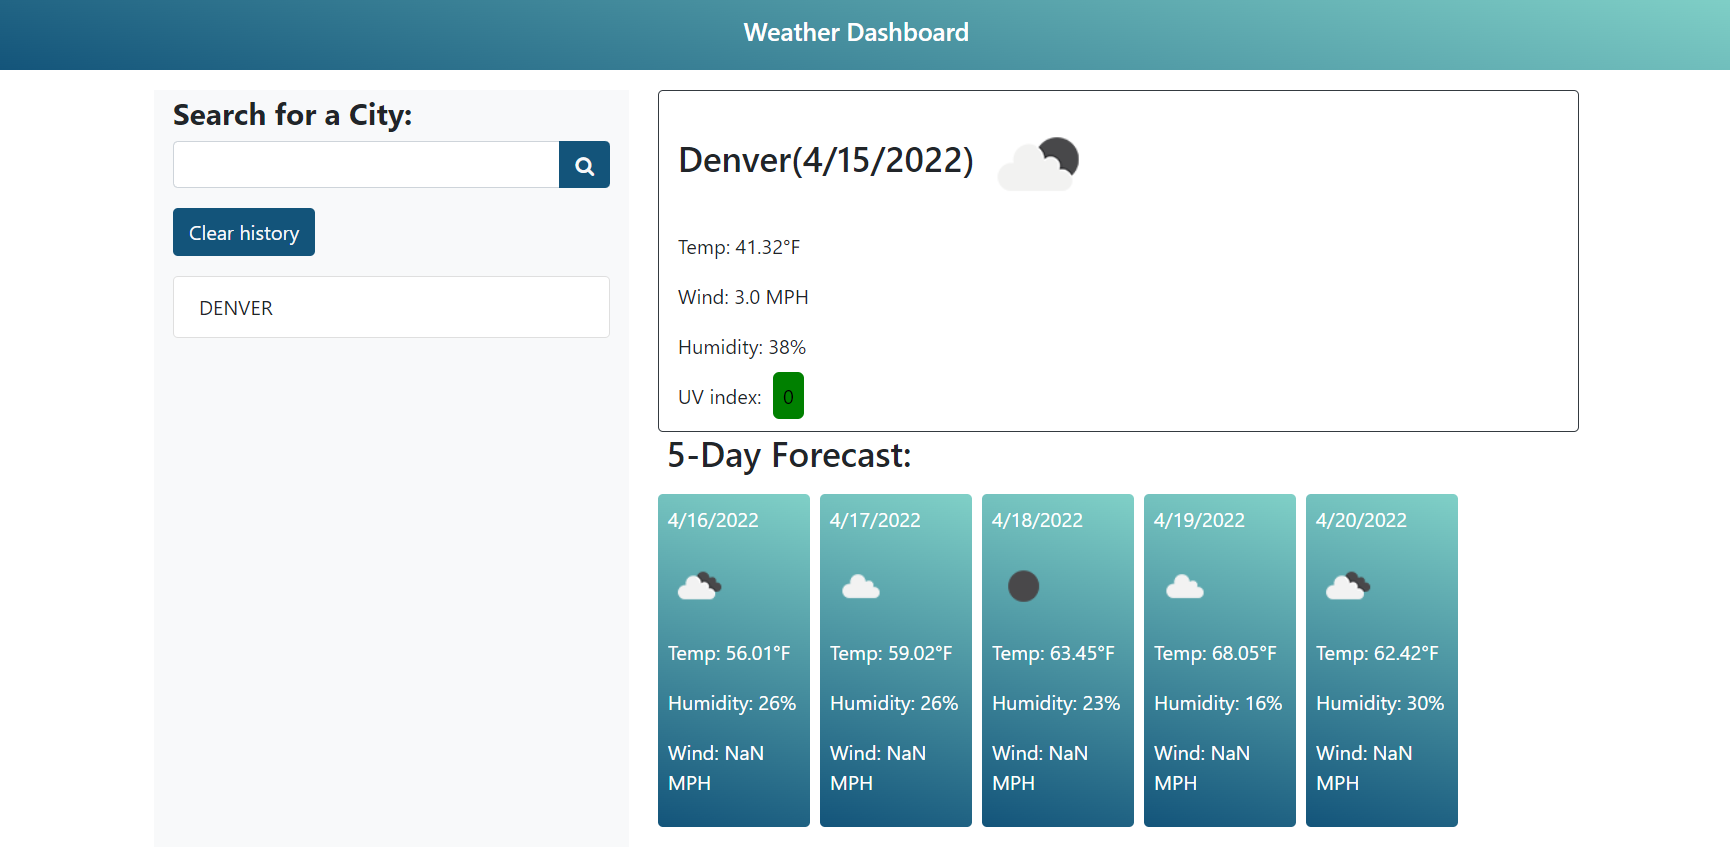 Weather Dashboard
Search for a City:
Clear history
DENVER
Denver(4/15/2022)
Temp: 41.32°F
Wind: 3.0 MPH
Humidity: 38%
UV index: 0
5-Day Forecast:
4/16/2022
Temp: 56.01°F
Humidity: 26%
Wind: NaN
MPH
4/17/2022
Temp: 59.02°F
Humidity: 26%
Wind: NaN
MPH
4/18/2022
Temp: 63.45°F
Humidity: 23%
Wind: NaN
MPH
4/19/2022
Temp: 68.05°F
Humidity: 16%
Wind: NaN
MPH
4/20/2022
Temp: 62.42°F
Humidity: 30%
Wind: NaN
MPH